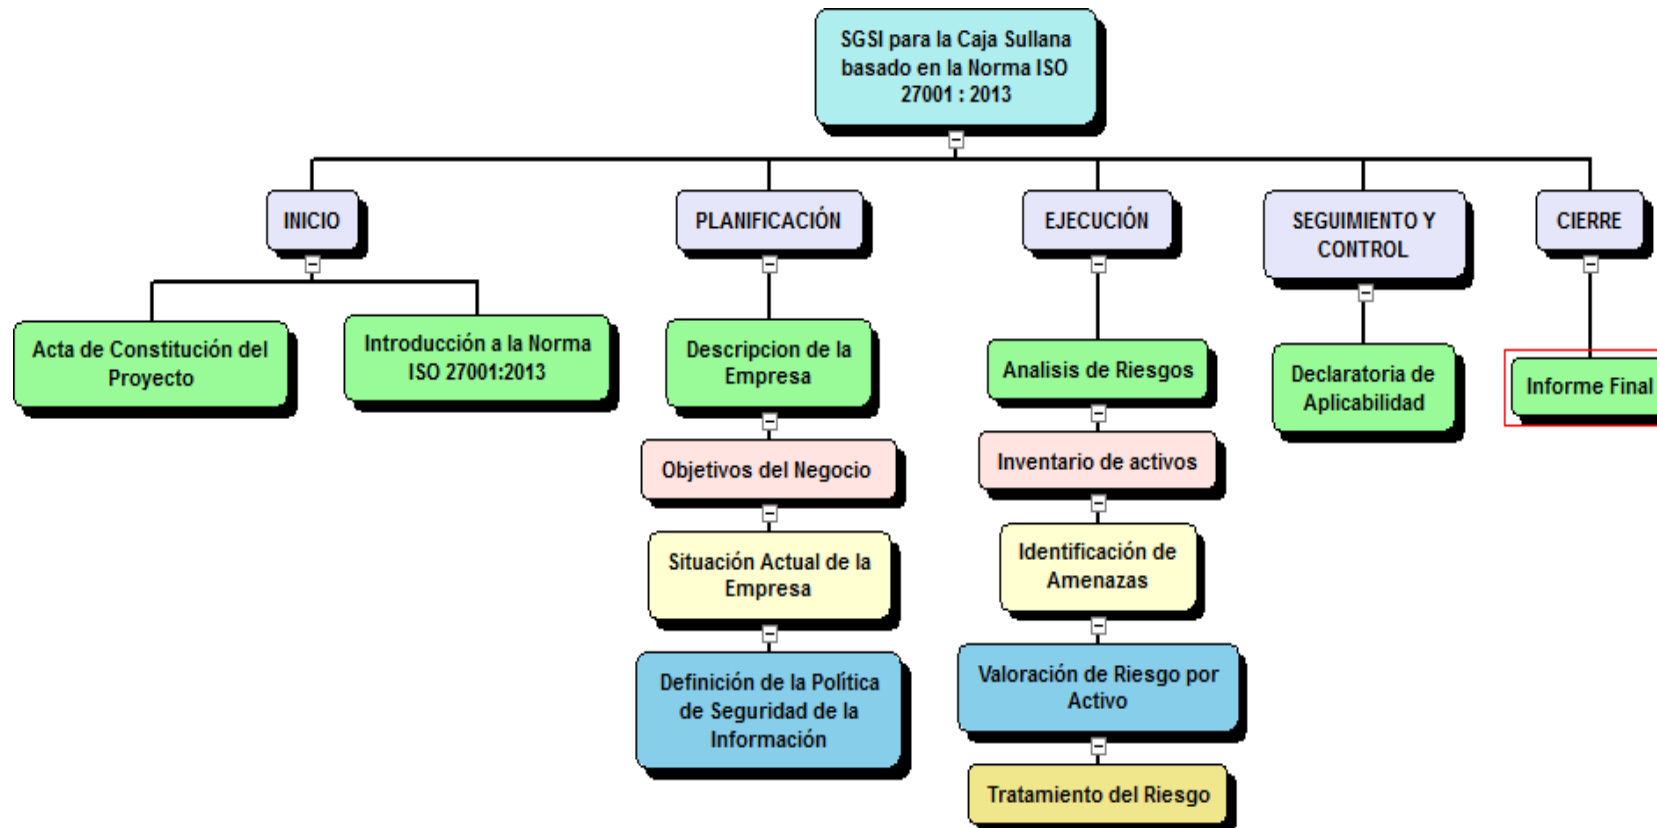 SGSI para la Caja Sullana
basado en la Norma ISO
27001 : 2013
INICIO
PLANIFICACIÓN
EJECUCIÓN
SEGUIMIENTO Y
CONTROL
CIERRE
Acta de Constitución del
Proyecto
Introducción a la Norma
ISO 27001:2013
Descripcion de la
Empresa
Objetivos del Negocio
Situación Actual de la
Empresa
Definición de la Política
de Seguridad de la
Información
Analisis de Riesgos
Inventario de activos
Identificación de
Amenazas
Valoración de Riesgo por
Activo
Tratamiento del Riesgo
Declaratoria de
Aplicabilidad
Informe Final